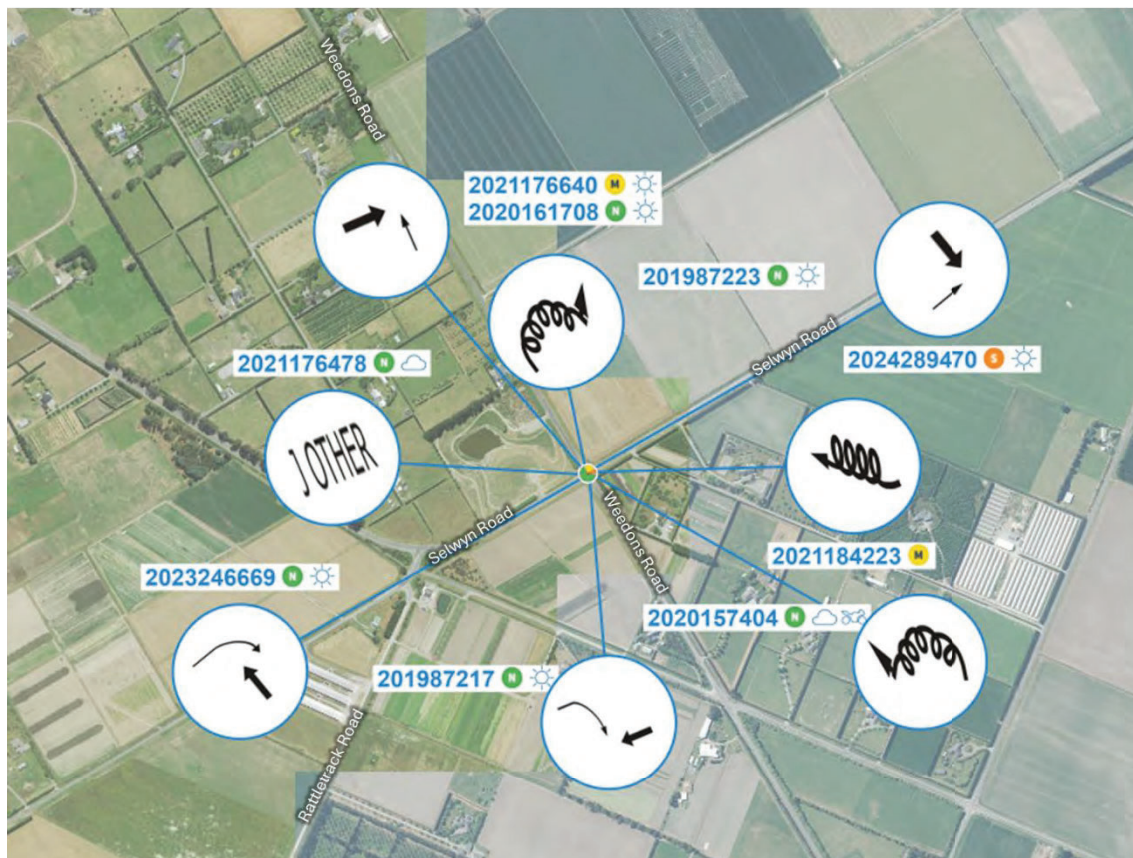 Weedons Road
2021176640 M
2020161708 N
201987223 N
Selwyn Road
2024289470 S
2021176478 N
J OTHER
Selwyn Road
Weedons Road
2021184223 M
2023246669 N
2020157404 N
201987217 N
Rattletrack Road